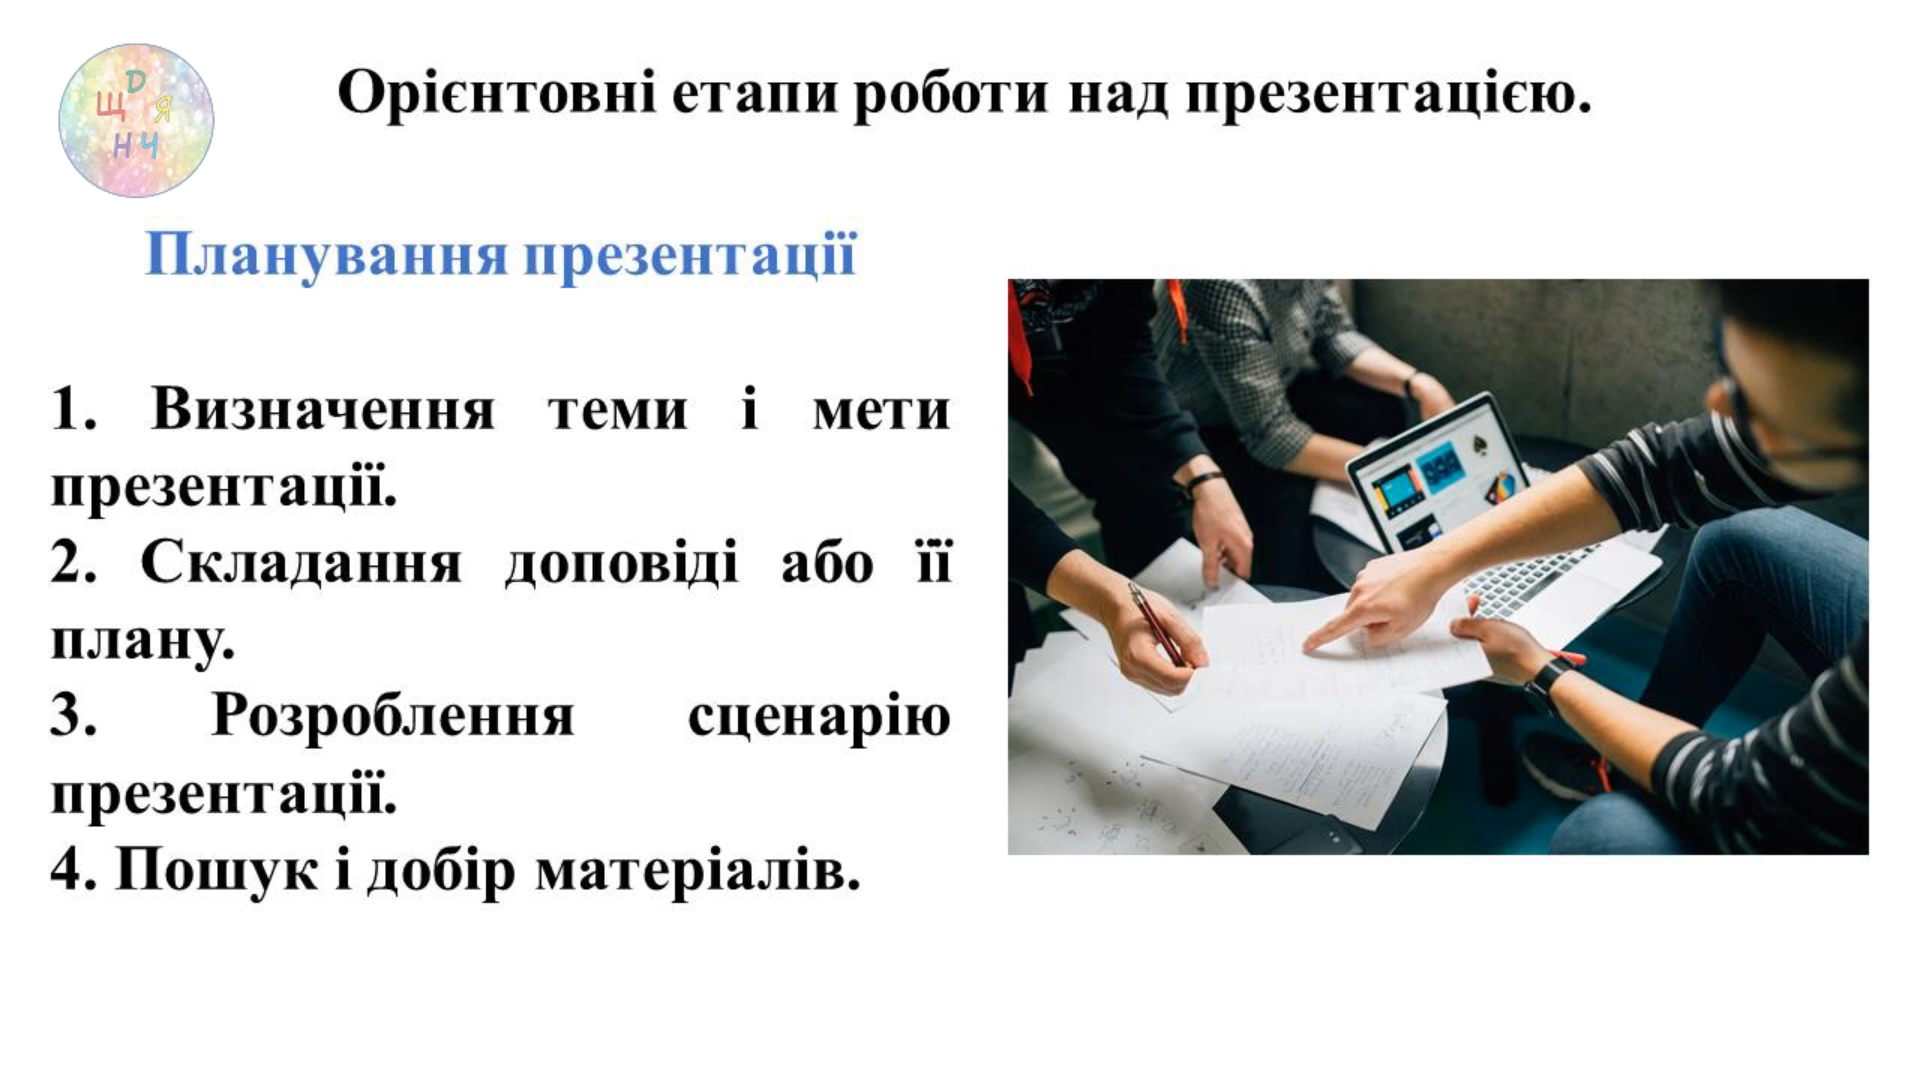 Д
Щ Я
Н Ч
Орієнтовні етапи роботи над презентацією.
Планування презентації
1. Визначення теми і мети
презентації.
2. Складання доповіді або її
плану.
3. Розроблення сценарію
презентації.
4. Пошук і добір матеріалів.